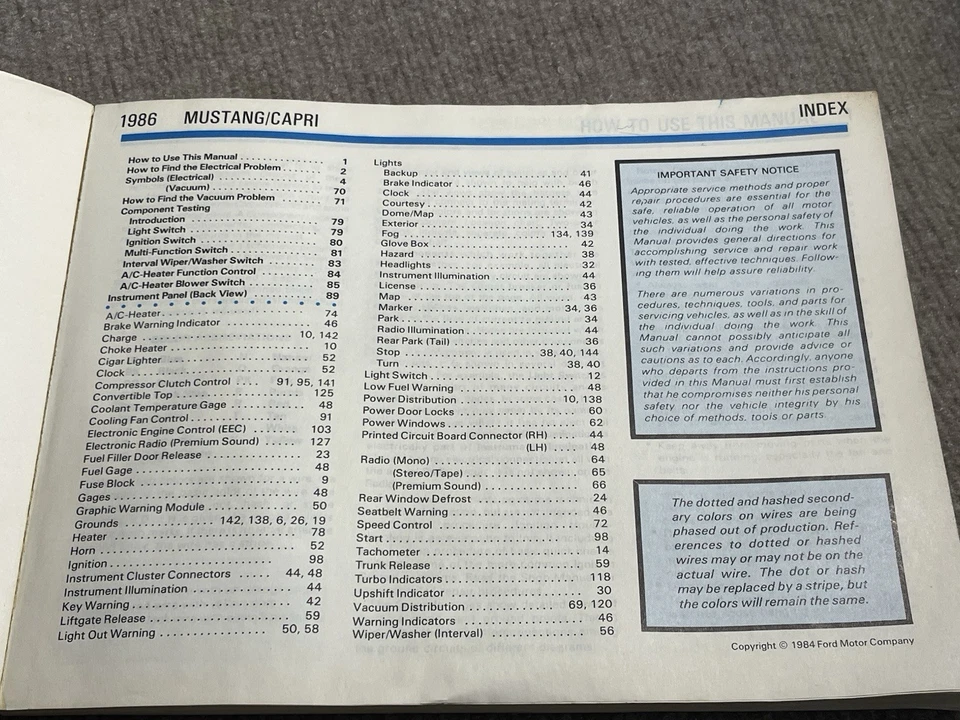 1986 MUSTANG/CAPRI
INDEX
How to Use This Manual . . . . . . . . . . . . . . . 1
How to Find the Electrical Problem . . . . . . . 2
Symbols (Electrical) . . . . . . . . . . . . . . . . 4
(Vacuum) . . . . . . . . . . . . . . . . 70
How to Find the Vacuum Problem . . . . . . . 71
Component Testing
Introduction . . . . . . . . . . . . . . . . 79
Light Switch . . . . . . . . . . . . . . . . 79
Ignition Switch . . . . . . . . . . . . . . . . 80
Multi-Function Switch . . . . . . . . . . . . 81
Interval Wiper/Washer Switch . . . . . . . . 83
A/C-Heater Function Control . . . . . . . . 84
A/C-Heater Blower Switch . . . . . . . . . . 85
Instrument Panel (Back View) . . . . . . . . . 89
A/C-Heater . . . . . . . . . . . . . . . . 74
Brake Warning Indicator . . . . . . . . . . . . 46
Charge . . . . . . . . . . . . . . . . 10, 142
Choke Heater . . . . . . . . . . . . . . . . 10
Cigar Lighter . . . . . . . . . . . . . . . . 52
Clock . . . . . . . . . . . . . . . . 52
Compressor Clutch Control . . . . 91, 95, 141
Convertible Top . . . . . . . . . . . . . . . . 125
Coolant Temperature Gage . . . . . . . . . . 48
Cooling Fan Control . . . . . . . . . . . . . . 91
Electronic Engine Control (EEC) . . . . . . . . 103
Electronic Radio (Premium Sound) . . . . . . . 127
Fuel Filler Door Release . . . . . . . . . . . . 23
Fuel Gage . . . . . . . . . . . . . . . . 48
Fuse Block . . . . . . . . . . . . . . . . 9
Gages . . . . . . . . . . . . . . . . 48
Graphic Warning Module . . . . . . . . . . . . 50
Grounds . . . . . . . . . . . . 142, 138, 6, 26, 19
Heater . . . . . . . . . . . . . . . . 78
Horn . . . . . . . . . . . . . . . . 52
Ignition . . . . . . . . . . . . . . . . 98
Instrument Cluster Connectors . . . . . 44, 48
Instrument Illumination . . . . . . . . . . . . 44
Key Warning . . . . . . . . . . . . . . . . 42
Liftgate Release . . . . . . . . . . . . . . . . 59
Light Out Warning . . . . . . . . . . . . 50, 58
Lights
Backup . . . . . . . . . . . . . . . . 41
Brake Indicator . . . . . . . . . . . . . . . . 46
Clock . . . . . . . . . . . . . . . . 44
Courtesy . . . . . . . . . . . . . . . . 42
Dome/Map . . . . . . . . . . . . . . . . 43
Exterior . . . . . . . . . . . . . . . . 34
Fog . . . . . . . . . . . . . . . . 134, 139
Glove Box . . . . . . . . . . . . . . . . 42
Hazard . . . . . . . . . . . . . . . . 38
Headlights . . . . . . . . . . . . . . . . 32
Instrument Illumination . . . . . . . . . . . . 44
License . . . . . . . . . . . . . . . . 36
Map . . . . . . . . . . . . . . . . 43
Marker . . . . . . . . . . . . . . . . 34, 36
Park . . . . . . . . . . . . . . . . 34
Radio Illumination . . . . . . . . . . . . . . . . 44
Rear Park (Tail) . . . . . . . . . . . . . . . . 36
Stop . . . . . . . . . . . . . . . . 38, 40, 144
Turn . . . . . . . . . . . . . . . . 38, 40
Light Switch . . . . . . . . . . . . . . . . 12
Low Fuel Warning . . . . . . . . . . . . . . . . 48
Power Distribution . . . . . . . . . . . . 10, 138
Power Door Locks . . . . . . . . . . . . . . . . 60
Power Windows . . . . . . . . . . . . . . . . 62
Printed Circuit Board Connector (RH) . . . . 44
(LH) . . . . 48
Radio (Mono) . . . . . . . . . . . . . . . . 64
(Stereo/Tape) . . . . . . . . . . . . . . . . 65
(Premium Sound) . . . . . . . . . . . . . . 66
Rear Window Defrost . . . . . . . . . . . . . . 24
Seatbelt Warning . . . . . . . . . . . . . . . . 46
Speed Control . . . . . . . . . . . . . . . . 72
Start . . . . . . . . . . . . . . . . 98
Tachometer . . . . . . . . . . . . . . . . 14
Trunk Release . . . . . . . . . . . . . . . . 59
Turbo Indicators . . . . . . . . . . . . . . . . 118
Upshift Indicator . . . . . . . . . . . . . . . . 30
Vacuum Distribution . . . . . . . . . . . . 69, 120
Warning Indicators . . . . . . . . . . . . . . . . 46
Wiper/Washer (Interval) . . . . . . . . . . . . 56
IMPORTANT SAFETY NOTICE
Appropriate service methods and proper
repair procedures are essential for the
safe, reliable operation of all motor
vehicles, as well as the personal safety of
the individual doing the work. This
Manual provides general directions for
accomplishing service and repair work
with tested, effective techniques. Follow-
ing them will help assure reliability.
There are numerous variations in pro-
cedures, techniques, tools, and parts for
servicing vehicles, as well as in the skill of
the individual doing the work. This
Manual cannot possibly anticipate all
such variations and provide advice or
cautions as to each. Accordingly, anyone
who departs from the instructions pro-
vided in this Manual must first establish
that he compromises neither his personal
safety nor the vehicle integrity by his
choice of methods, tools or parts.
The dotted and hashed second-
ary colors on wires are being
phased out of production. Ref-
erences to dotted or hashed
wires may or may not be on the
actual wire. The dot or hash
may be replaced by a stripe, but
the colors will remain the same.
Copyright © 1984 Ford Motor Company